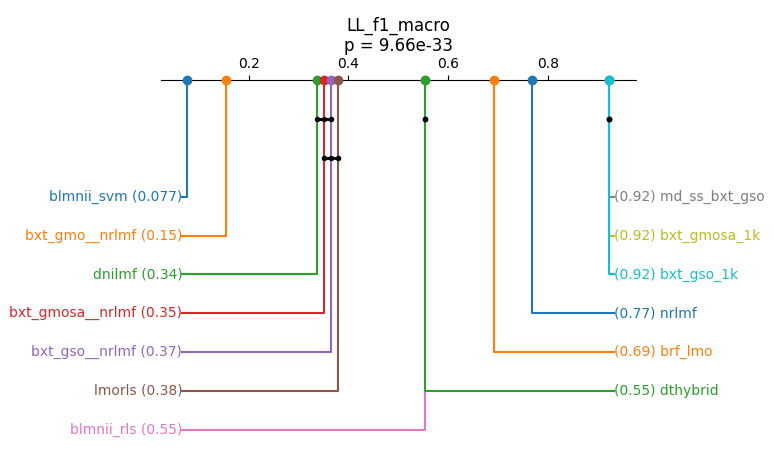 LL_f1_macro
p = 9.66e-33
0.2 0.4 0.6 0.8
blmnii_svm (0.077)
(0.92) md_ss_bxt_gso
bxt_gmo__nrlmf (0.15)
(0.92) bxt_gmosa_1k
dnilmf (0.34)
(0.92) bxt_gso_1k
bxt_gmosa__nrlmf (0.35)
(0.77) nrlmf
bxt_gso__nrlmf (0.37)
(0.69) brf_lmo
lmorls (0.38)
(0.55) dthybrid
blmnii_rls (0.55)